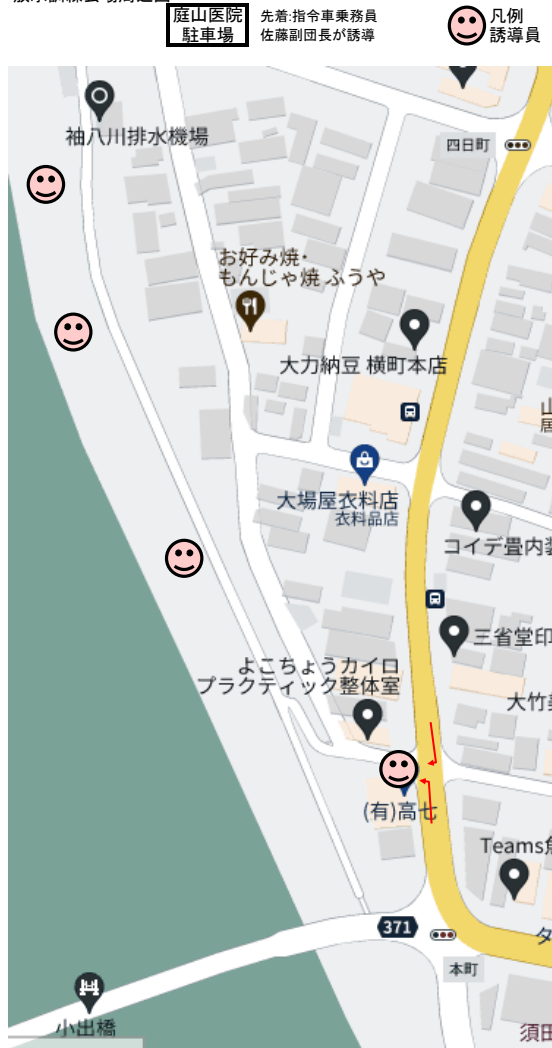 庭山医院
駐車場
先着:指令車乗務員
佐藤副団長が誘導
凡例
誘導員
袖八川排水機場
四日町
お好み焼・
もんじゃ焼 ふうや
大力納豆 横町本店
大場屋衣料店
衣料品店
コイデ畳内装
三省堂印
よこちょうカイロ
プラクティック整体室
大竹
(有)高七
Teams
371
本町
小出橋
須田